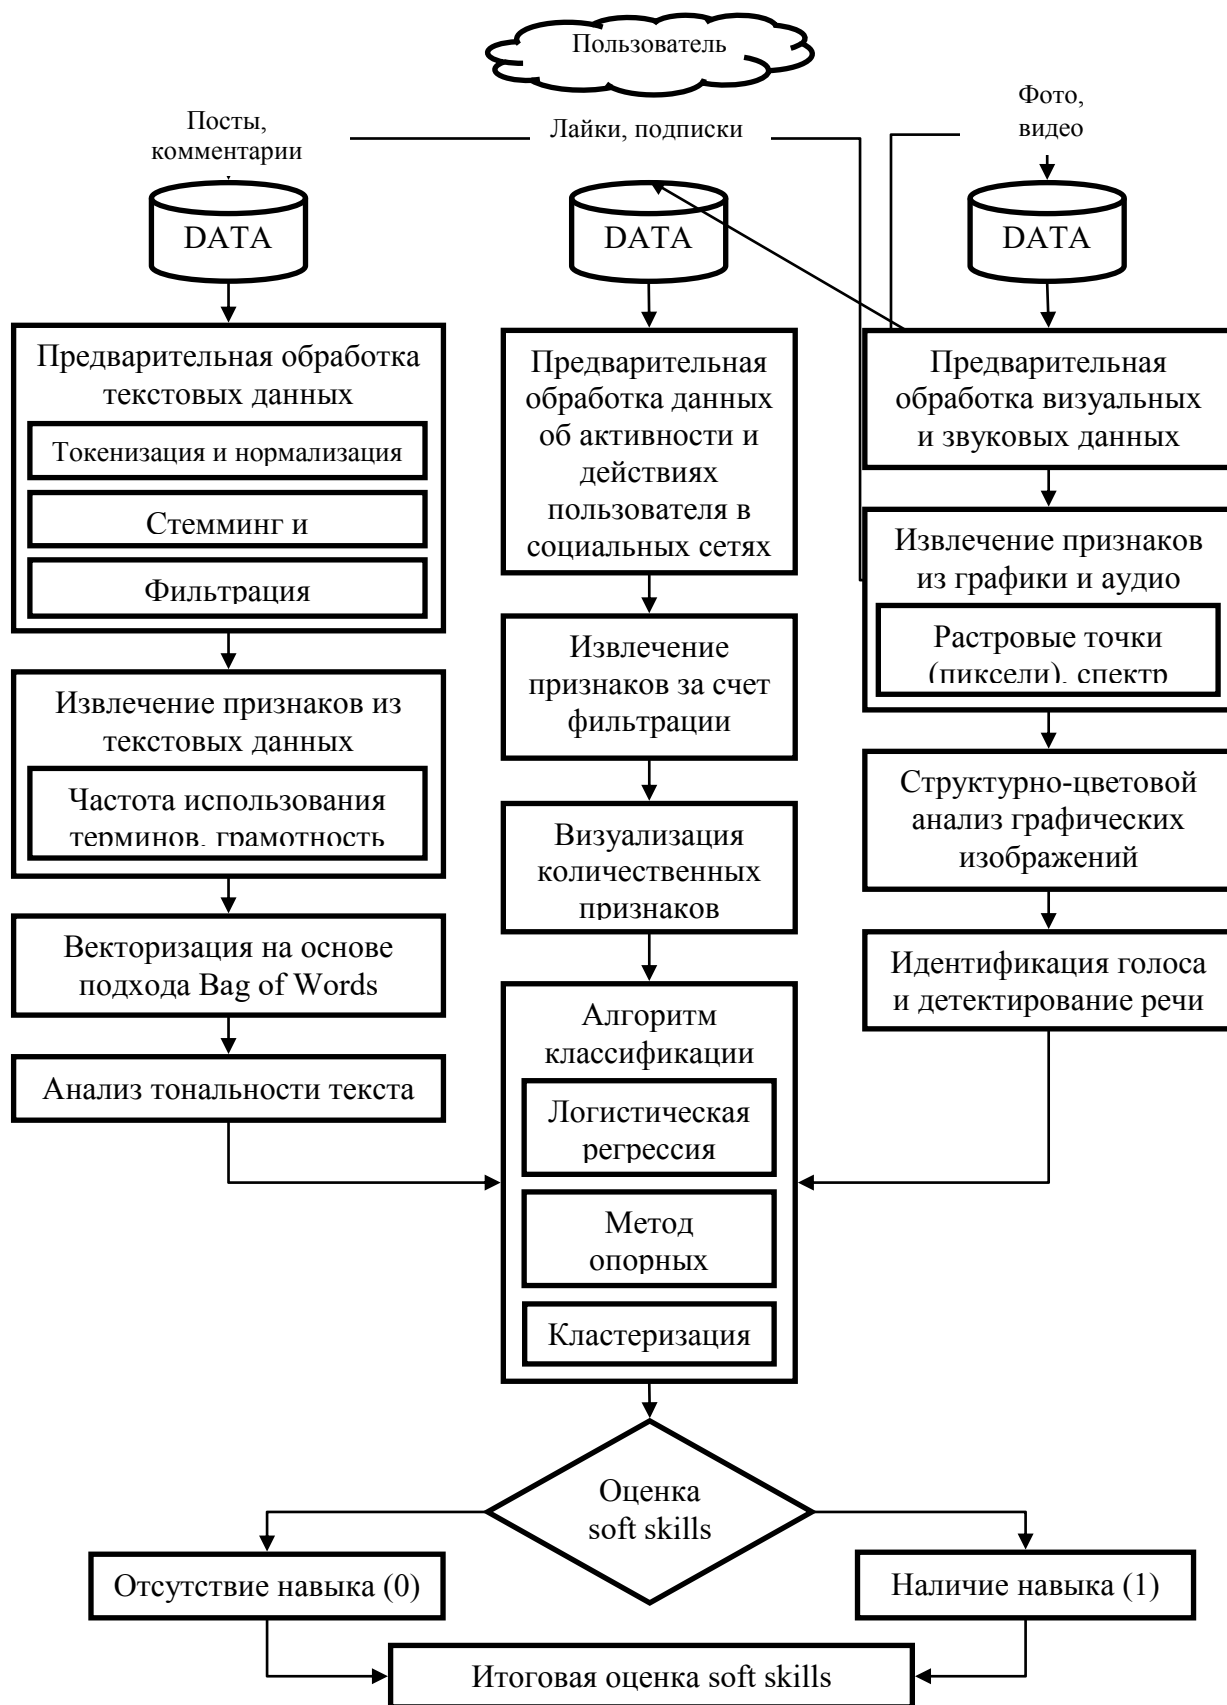 Пользователь
Посты,
комментарии
Лайки, подписки
Фото,
видео
DATA
DATA
DATA
Предварительная обработка
текстовых данных
Токенизация и нормализация
Стемминг и
Фильтрация
Извлечение признаков из
текстовых данных
Частота использования
терминов, грамотность
Векторизация на основе
подхода Bag of Words
Анализ тональности текста
Предварительная
обработка данных
об активности и
действиях
пользователя в
социальных сетях
Извлечение
признаков за счет
фильтрации
Визуализация
количественных
признаков
Предварительная
обработка визуальных
и звуковых данных
Извлечение признаков
из графики и аудио
Растровые точки
(пиксели), спектр
Структурно-цветовой
анализ графических
изображений
Идентификация голоса
и детектирование речи
Алгоритм
классификации
Логистическая
регрессия
Метод
опорных
Кластеризация
Оценка
soft skills
Отсутствие навыка (0)
Наличие навыка (1)
Итоговая оценка soft skills